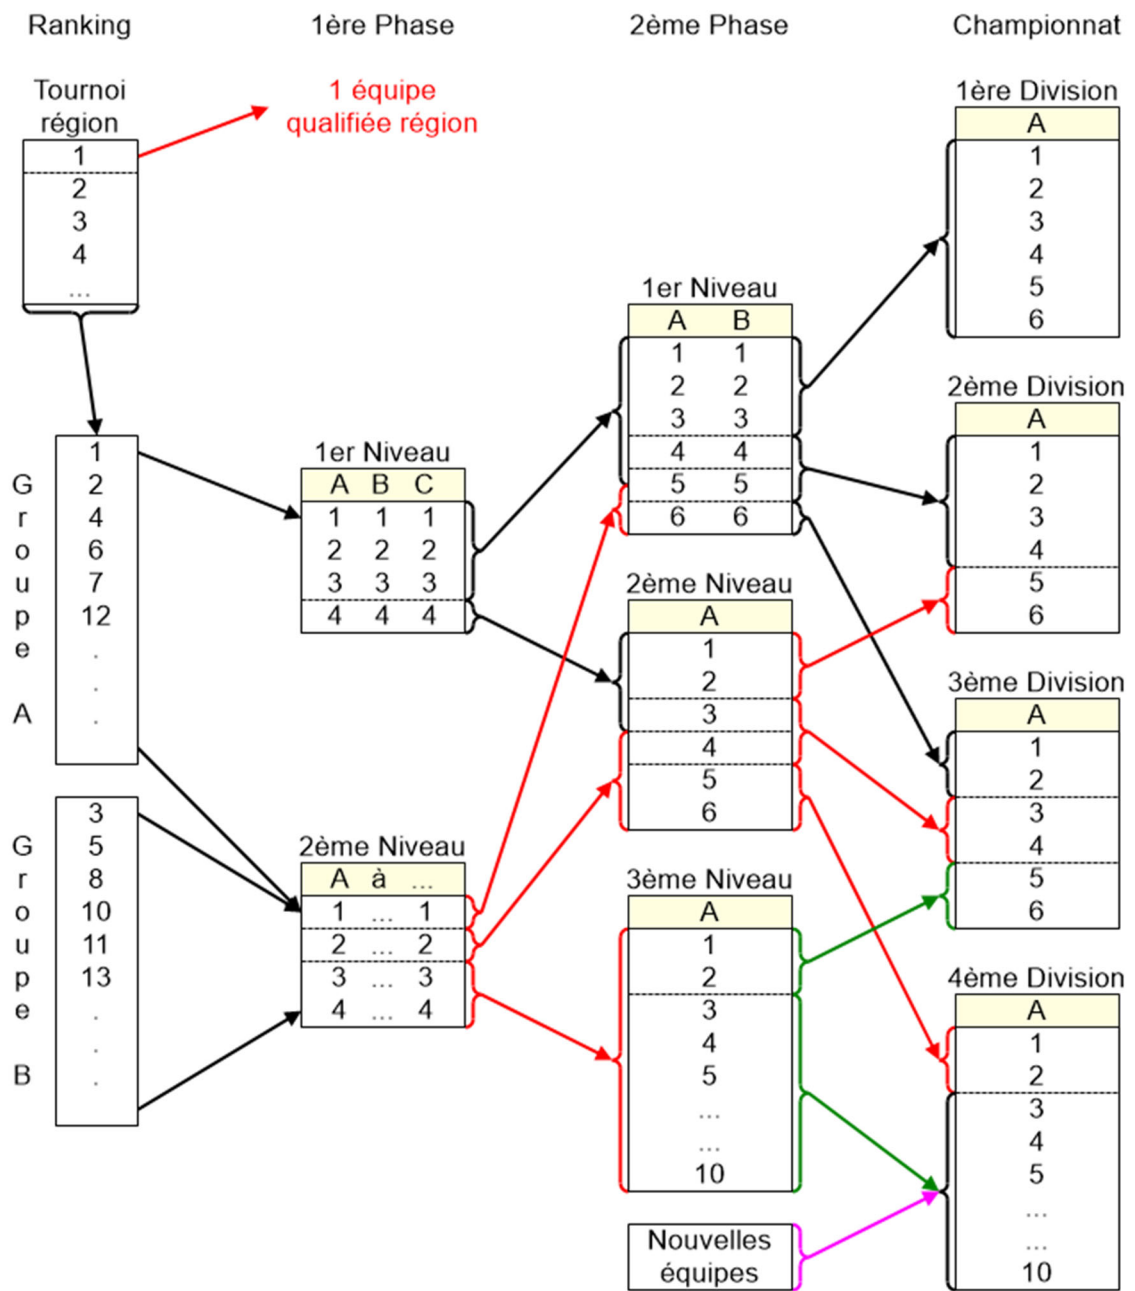 Ranking
1ère Phase
2ème Phase
Championnat
Tournoi
région
1
2
3
4
...
1 équipe
qualifiée région
Groupe A
1
2
4
6
7
12
.
.
.
Groupe B
3
5
8
10
11
13
.
.
.
1er Niveau
A B C
1 1 1
2 2 2
3 3 3
4 4 4
2ème Niveau
A à ...
1 ... 1
2 ... 2
3 ... 3
4 ... 4
1er Niveau
A B
1 1
2 2
3 3
4 4
5 5
6 6
2ème Niveau
A
1
2
3
4
5
6
3ème Niveau
A
1
2
3
4
5
...
...
10
Nouvelles
équipes
1ère Division
A
1
2
3
4
5
6
2ème Division
A
1
2
3
4
5
6
3ème Division
A
1
2
3
4
5
6
4ème Division
A
1
2
3
4
5
...
...
10